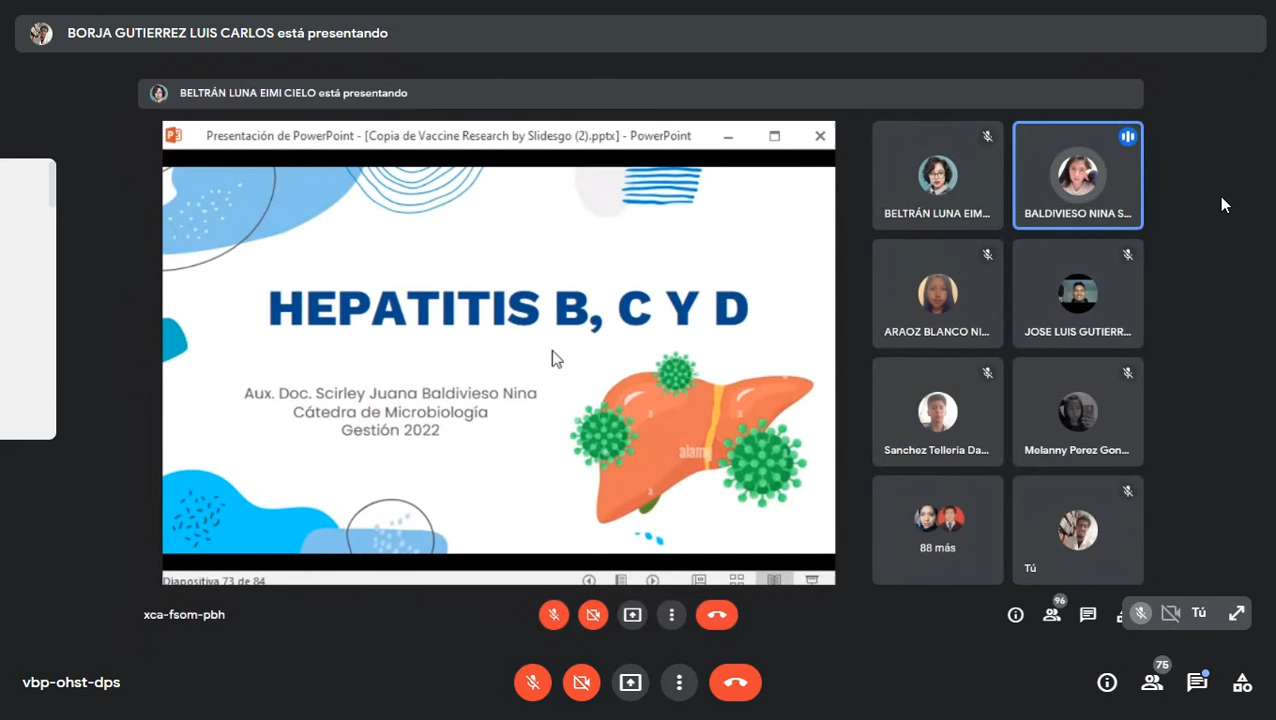 BORJA GUTIERREZ LUIS CARLOS está presentando
BELTRÁN LUNA EIMI CIELO está presentando
Presentación de PowerPoint - [Copia de Vaccine Research by Slidesgo (2).pptx] - PowerPoint
HEPATITIS B, C Y D
Aux. Doc. Scirley Juana Baldivieso Nina
Cátedra de Microbiología
Gestión 2022
alamy
a
a
Diapositiva 73 de 84
BELTRÁN LUNA EIM...
BALDIVIESO NINA S...
ARAOZ BLANCO NI...
JOSE LUIS GUTIERR...
Sanchez Telleria Da...
Melanny Perez Gon...
88 más
Tú
xca-fsom-pbh
96
Tú
vbp-ohst-dps
75